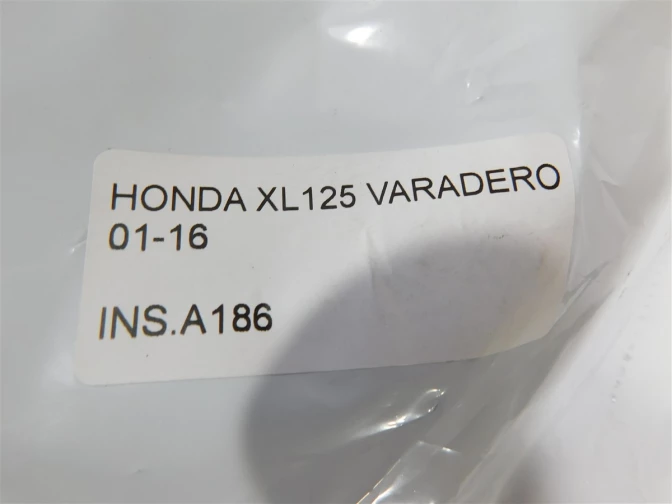 HONDA XL125 VARADERO
01-16
INS.A186